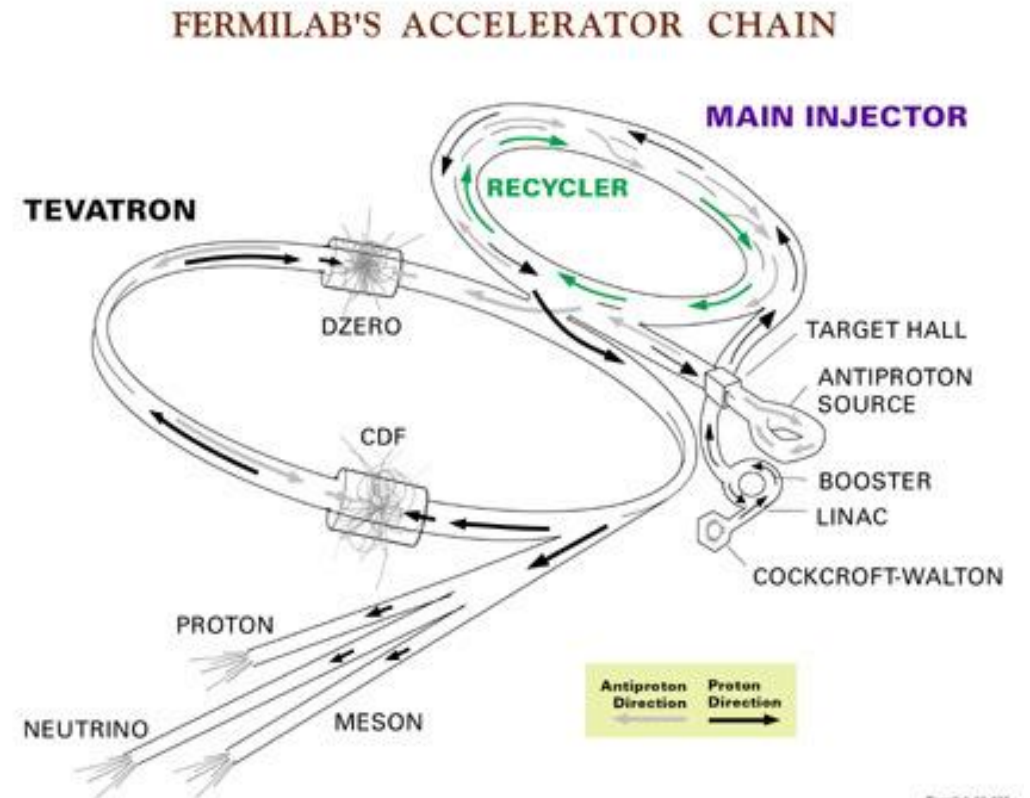 FERMILAB'S ACCELERATOR CHAIN
MAIN INJECTOR
RECYCLER
TEVATRON
DZERO
TARGET HALL
ANTIPROTON
SOURCE
CDF
BOOSTER
LINAC
COCKCROFT-WALTON
PROTON
NEUTRINO
MESON
Antiproton Proton
Direction Direction